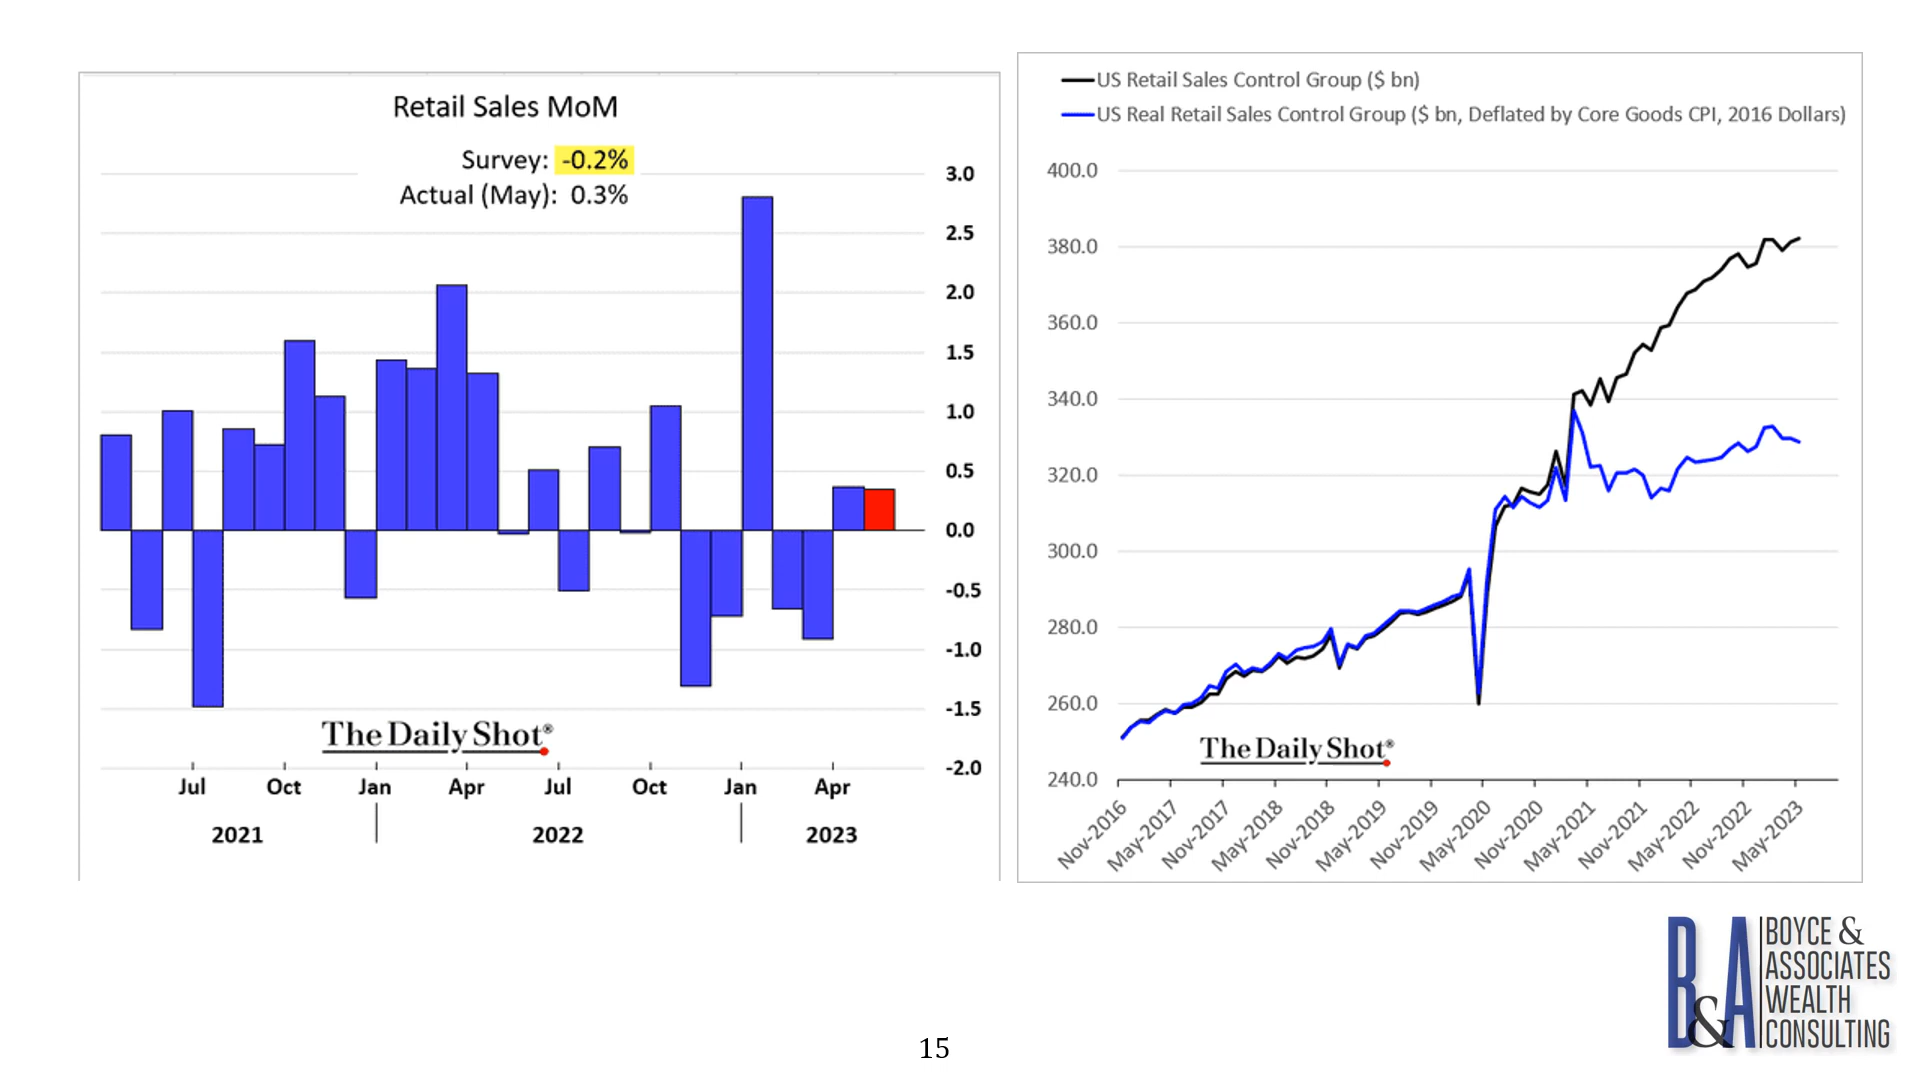 Retail Sales MoM
Survey: -0.2%
Actual (May): 0.3%
3.0
2.5
2.0
1.5
1.0
0.5
0.0
-0.5
-1.0
-1.5
-2.0
The Daily Shot®
Jul Oct Jan Apr Jul Oct Jan Apr
2021 2022 2023
US Retail Sales Control Group ($ bn)
US Real Retail Sales Control Group ($ bn, Deflated by Core Goods CPI, 2016 Dollars)
400.0
380.0
360.0
340.0
320.0
300.0
280.0
260.0
240.0
The Daily Shot®
Nov-2016 May-2017 Nov-2017 May-2018 Nov-2018 May-2019 Nov-2019 May-2020 Nov-2020 May-2021 Nov-2021 May-2022 Nov-2022 May-2023
B&A
BOYCE &
ASSOCIATES
WEALTH
CONSULTING
15